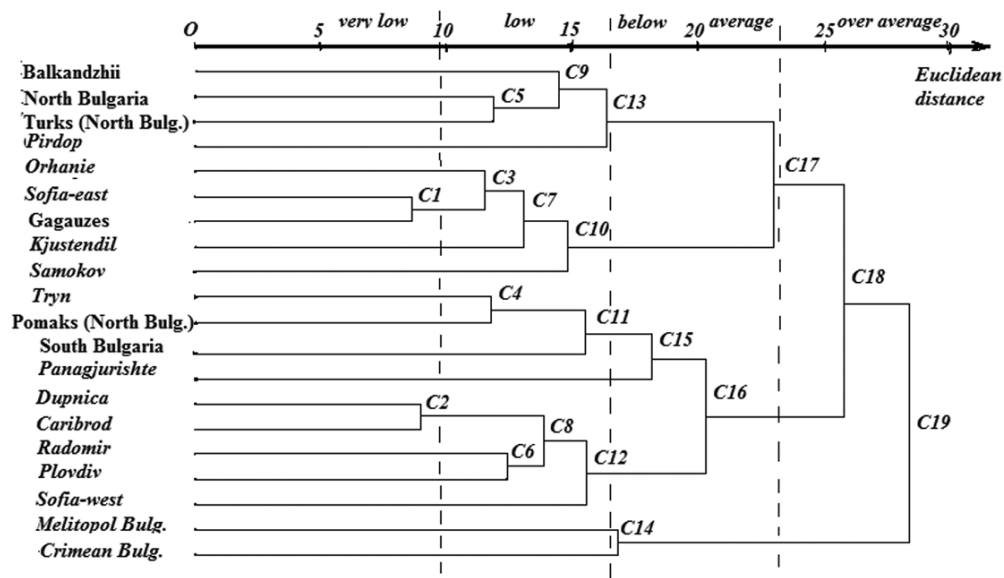 very low low below average over average
O 5 10 15 20 25 30
Euclidean
distance
Balkandzhii C9
North Bulgaria C5 C13
Turks (North Bulg.)
Pirdop
Orhanie C3 C17
Sofia-east C1 C7
Gagauzes C10
Kjustendil
Samokov C18
Tryn C4
Pomaks (North Bulg.) C11
South Bulgaria C15
Panagjurishte
Dupnica C2 C16
Caribrod C8 C19
Radomir C6 C12
Plovdiv
Sofia-west
Melitopol Bulg. C14
Crimean Bulg.